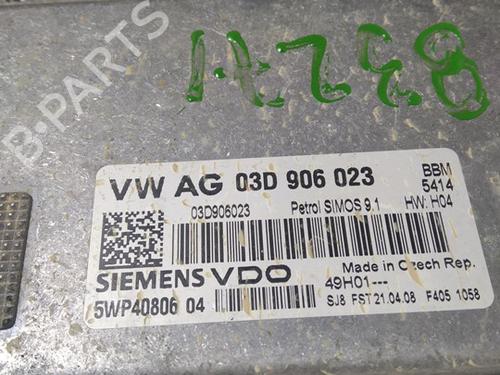 B-PARTS
832H
VW AG 03D 906 023 BBM
5414
03D906023 Petrol SIMOS 9.1 HW: H04
SIEMENS VDO Made in Czech Rep.
5WP40806 04 49H01---
SJ8 FST 21.04.08 F405 1058